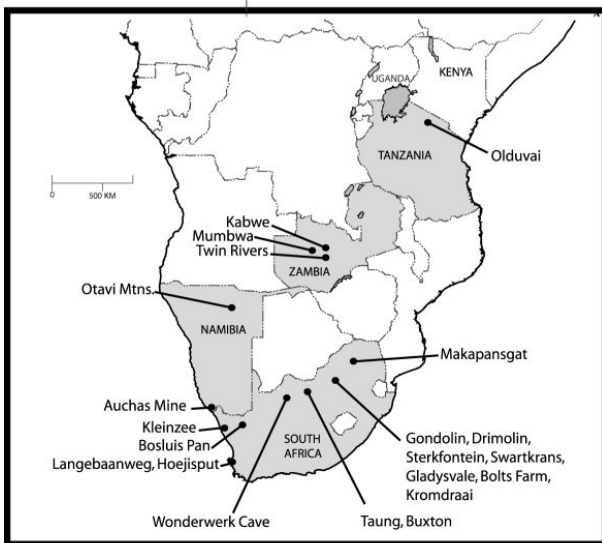 UGANDA
KENYA
Olduvai
TANZANIA
0 500 KM
Kabwe
Mumbwa
Twin Rivers
ZAMBIA
Otavi Mtns.
NAMIBIA
Makapansgat
Auchas Mine
Kleinzee
Bosluis Pan
Langebaanweg, Hoejisput
SOUTH
AFRICA
Gondolin, Drimolin,
Sterkfontein, Swartkrans,
Gladysvale, Bolts Farm,
Kromdraai
Wonderwerk Cave
Taung, Buxton